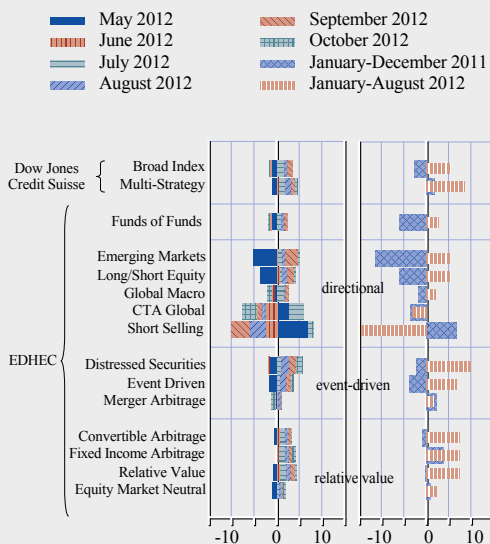 May 2012
June 2012
July 2012
August 2012
September 2012
October 2012
January-December 2011
January-August 2012
Dow Jones
Credit Suisse
Broad Index
Multi-Strategy
Funds of Funds
Emerging Markets
Long/Short Equity
Global Macro
CTA Global
Short Selling
directional
EDHEC
Distressed Securities
Event Driven
Merger Arbitrage
event-driven
Convertible Arbitrage
Fixed Income Arbitrage
Relative Value
Equity Market Neutral
relative value
-10 0 10 -10 0 10